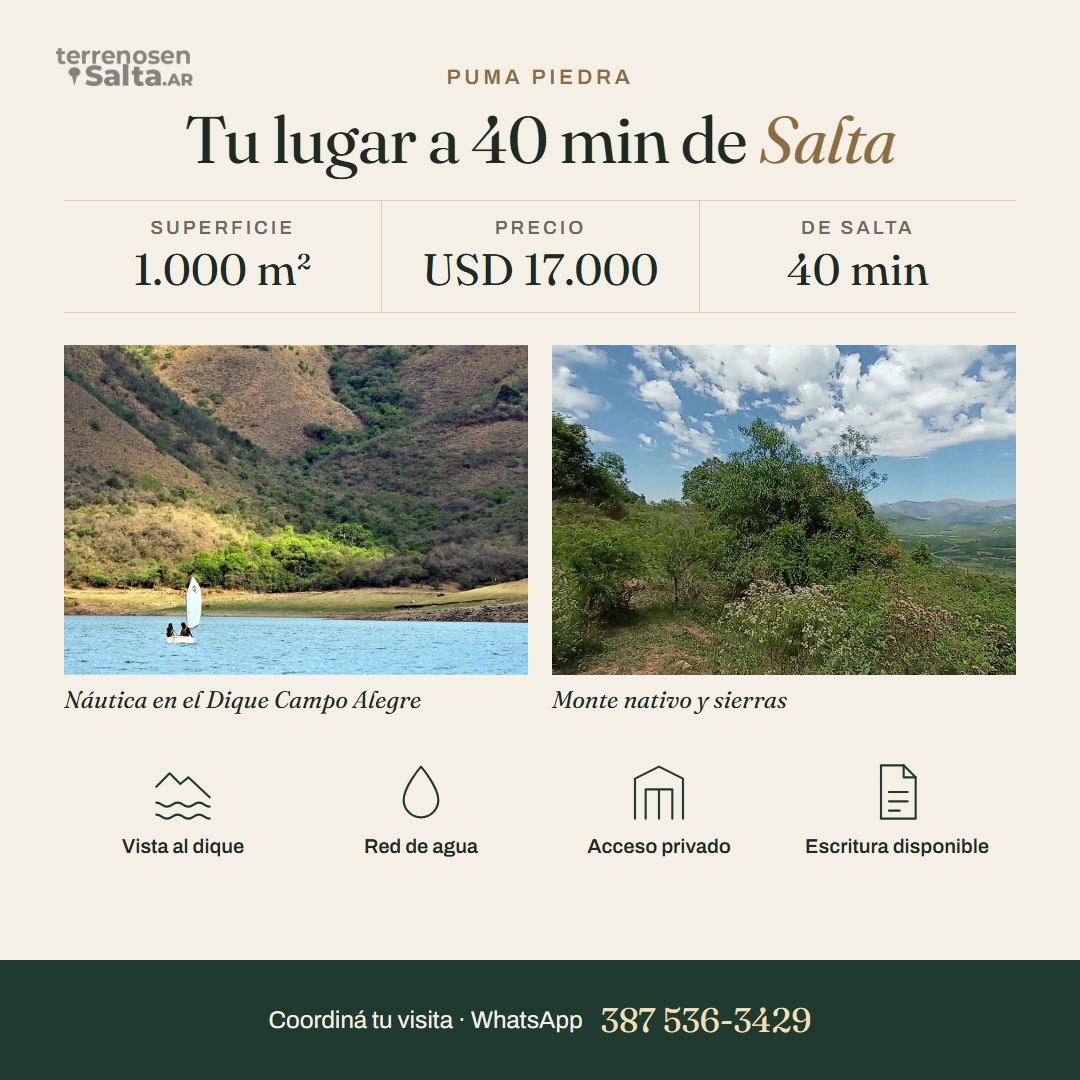 terrenosen
Salta.AR
PUMA PIEDRA
Tu lugar a 40 min de Salta
SUPERFICIE
1.000 m²
PRECIO
USD 17.000
DE SALTA
40 min
Náutica en el Dique Campo Alegre
Monte nativo y sierras
Vista al dique
Red de agua
Acceso privado
Escritura disponible
Coordiná tu visita · WhatsApp 387 536-3429